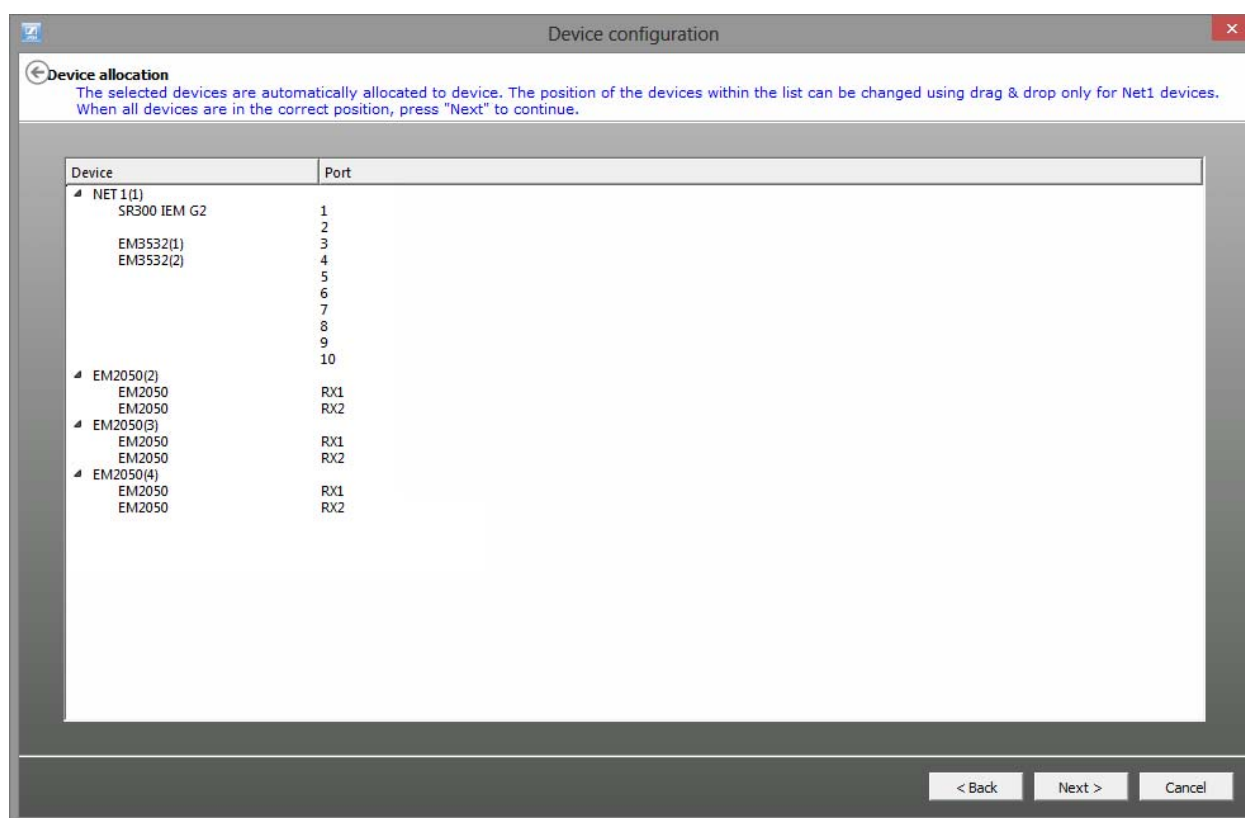 Device configuration
Device allocation
The selected devices are automatically allocated to device. The position of the devices within the list can be changed using drag & drop only for Net1 devices.
When all devices are in the correct position, press "Next" to continue.
Device Port
NET 1(1)
SR300 IEM G2 1
2
EM3532(1) 3
EM3532(2) 4
5
6
7
8
9
10
EM2050(2)
EM2050 RX1
EM2050 RX2
EM2050(3)
EM2050 RX1
EM2050 RX2
EM2050(4)
EM2050 RX1
EM2050 RX2
< Back Next > Cancel